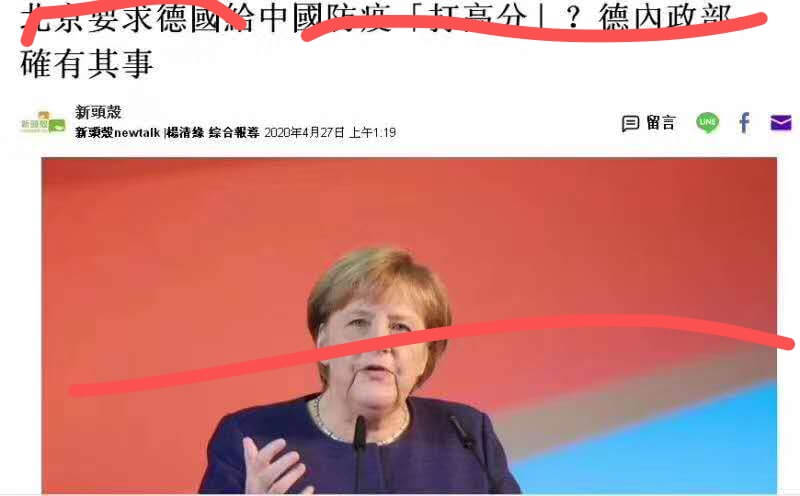 北京要求德國給中國防疫「打高分」？德內政部
確有其事
新頭殼
新頭殼newtalk |楊清緣 綜合報導 2020年4月27日 上午1:19
留言
LINE